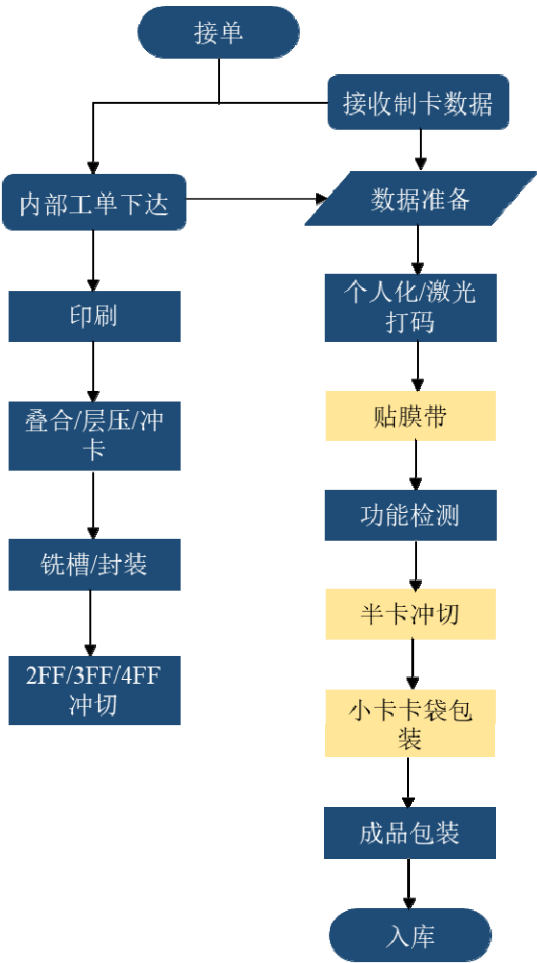 接单
接收制卡数据
内部工单下达
数据准备
印刷
个人化/激光
打码
叠合/层压/冲
卡
贴膜带
功能检测
铣槽/封装
半卡冲切
2FF/3FF/4FF
冲切
小卡卡袋包
装
成品包装
入库